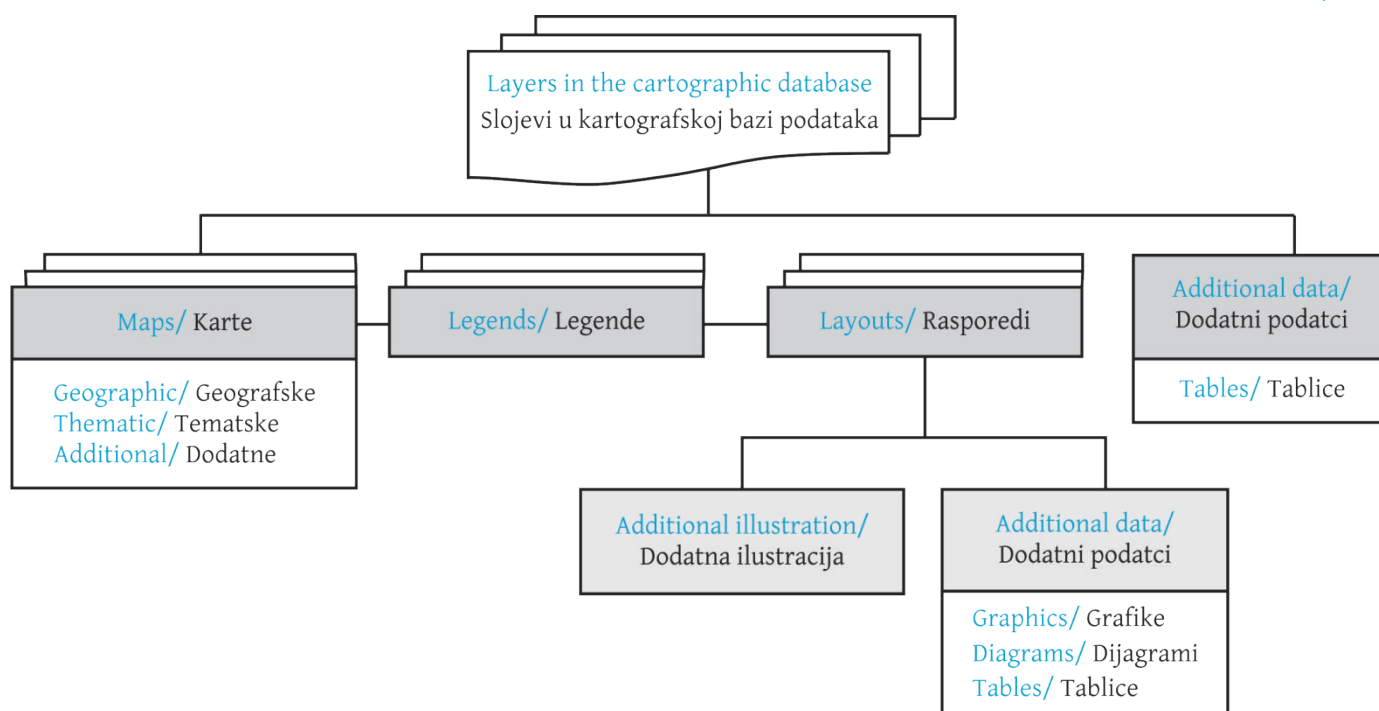 Layers in the cartographic database
Slojevi u kartografskoj bazi podataka
Maps/ Karte
Geographic/ Geografske
Thematic/ Tematske
Additional/ Dodatne
Legends/ Legende
Layouts/ Rasporedi
Additional data/
Dodatni podatci
Tables/ Tablice
Additional illustration/
Dodatna ilustracija
Additional data/
Dodatni podatci
Graphics/ Grafike
Diagrams/ Dijagrami
Tables/ Tablice